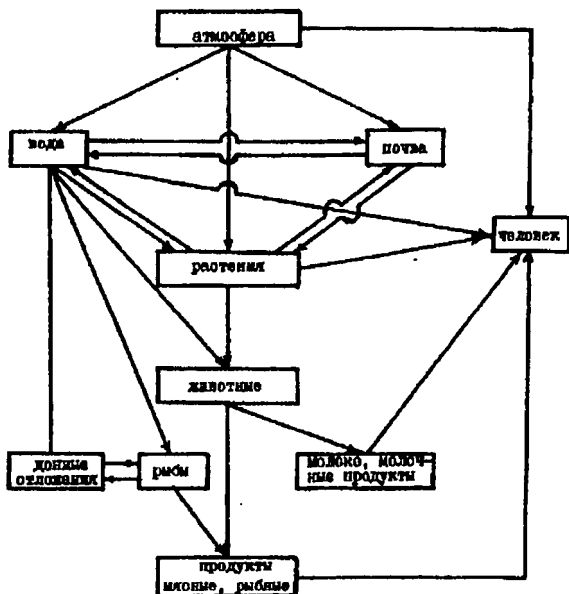 атмосфера
вода
почва
человек
растения
животные
донные
отложения
рыбы
молоко, молоч-
ные продукты
продукты
мясные, рыбные